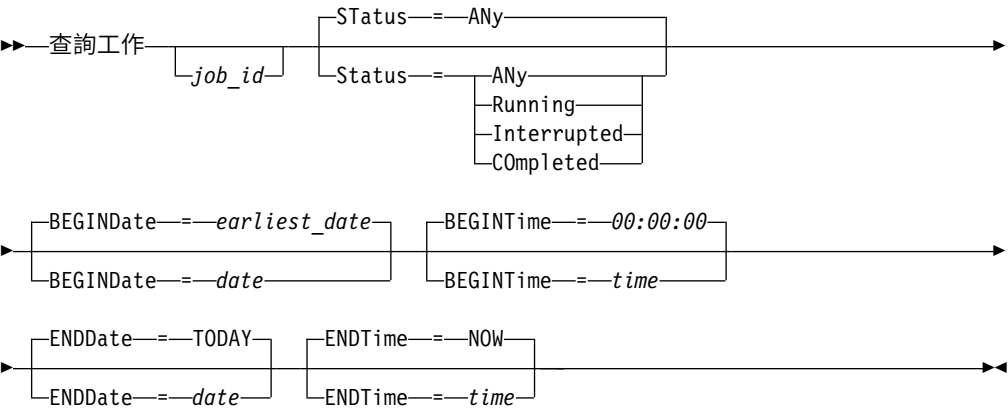 STatus = ANy
查詢工作
job_id
Status = ANy
Running
Interrupted
COmpleted
BEGINDate = earliest_date BEGINTime = 00:00:00
BEGINDate = date BEGINTime = time
ENDDate = TODAY ENDTime = NOW
ENDDate = date ENDTime = time